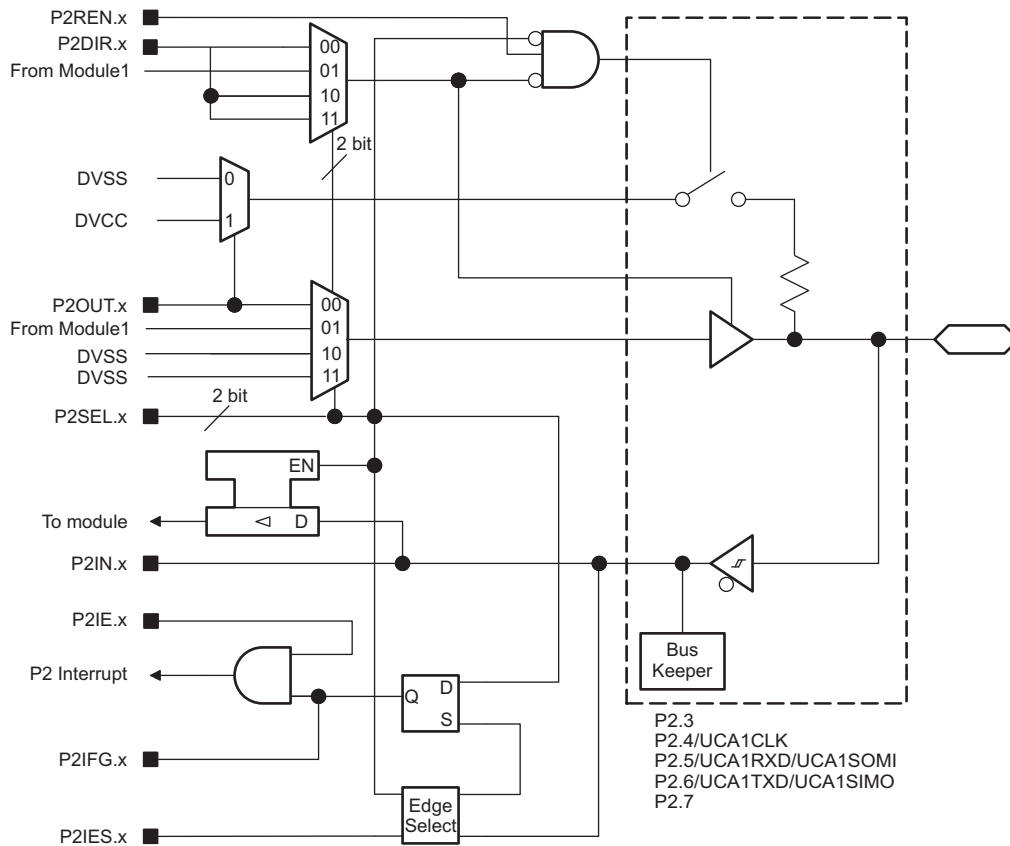 P2REN.x
P2DIR.x
00
From Module1
01
10
11
2 bit
DVSS
0
DVCC
1
P2OUT.x
00
From Module1
01
DVSS
10
DVSS
11
2 bit
P2SEL.x
EN
To module
D
P2IN.x
P2IE.x
Bus
Keeper
P2 Interrupt
Q
D
S
P2IFG.x
P2.3
P2.4/UCA1CLK
P2.5/UCA1RXD/UCA1SOMI
P2.6/UCA1TXD/UCA1SIMO
P2.7
Edge
Select
P2IES.x